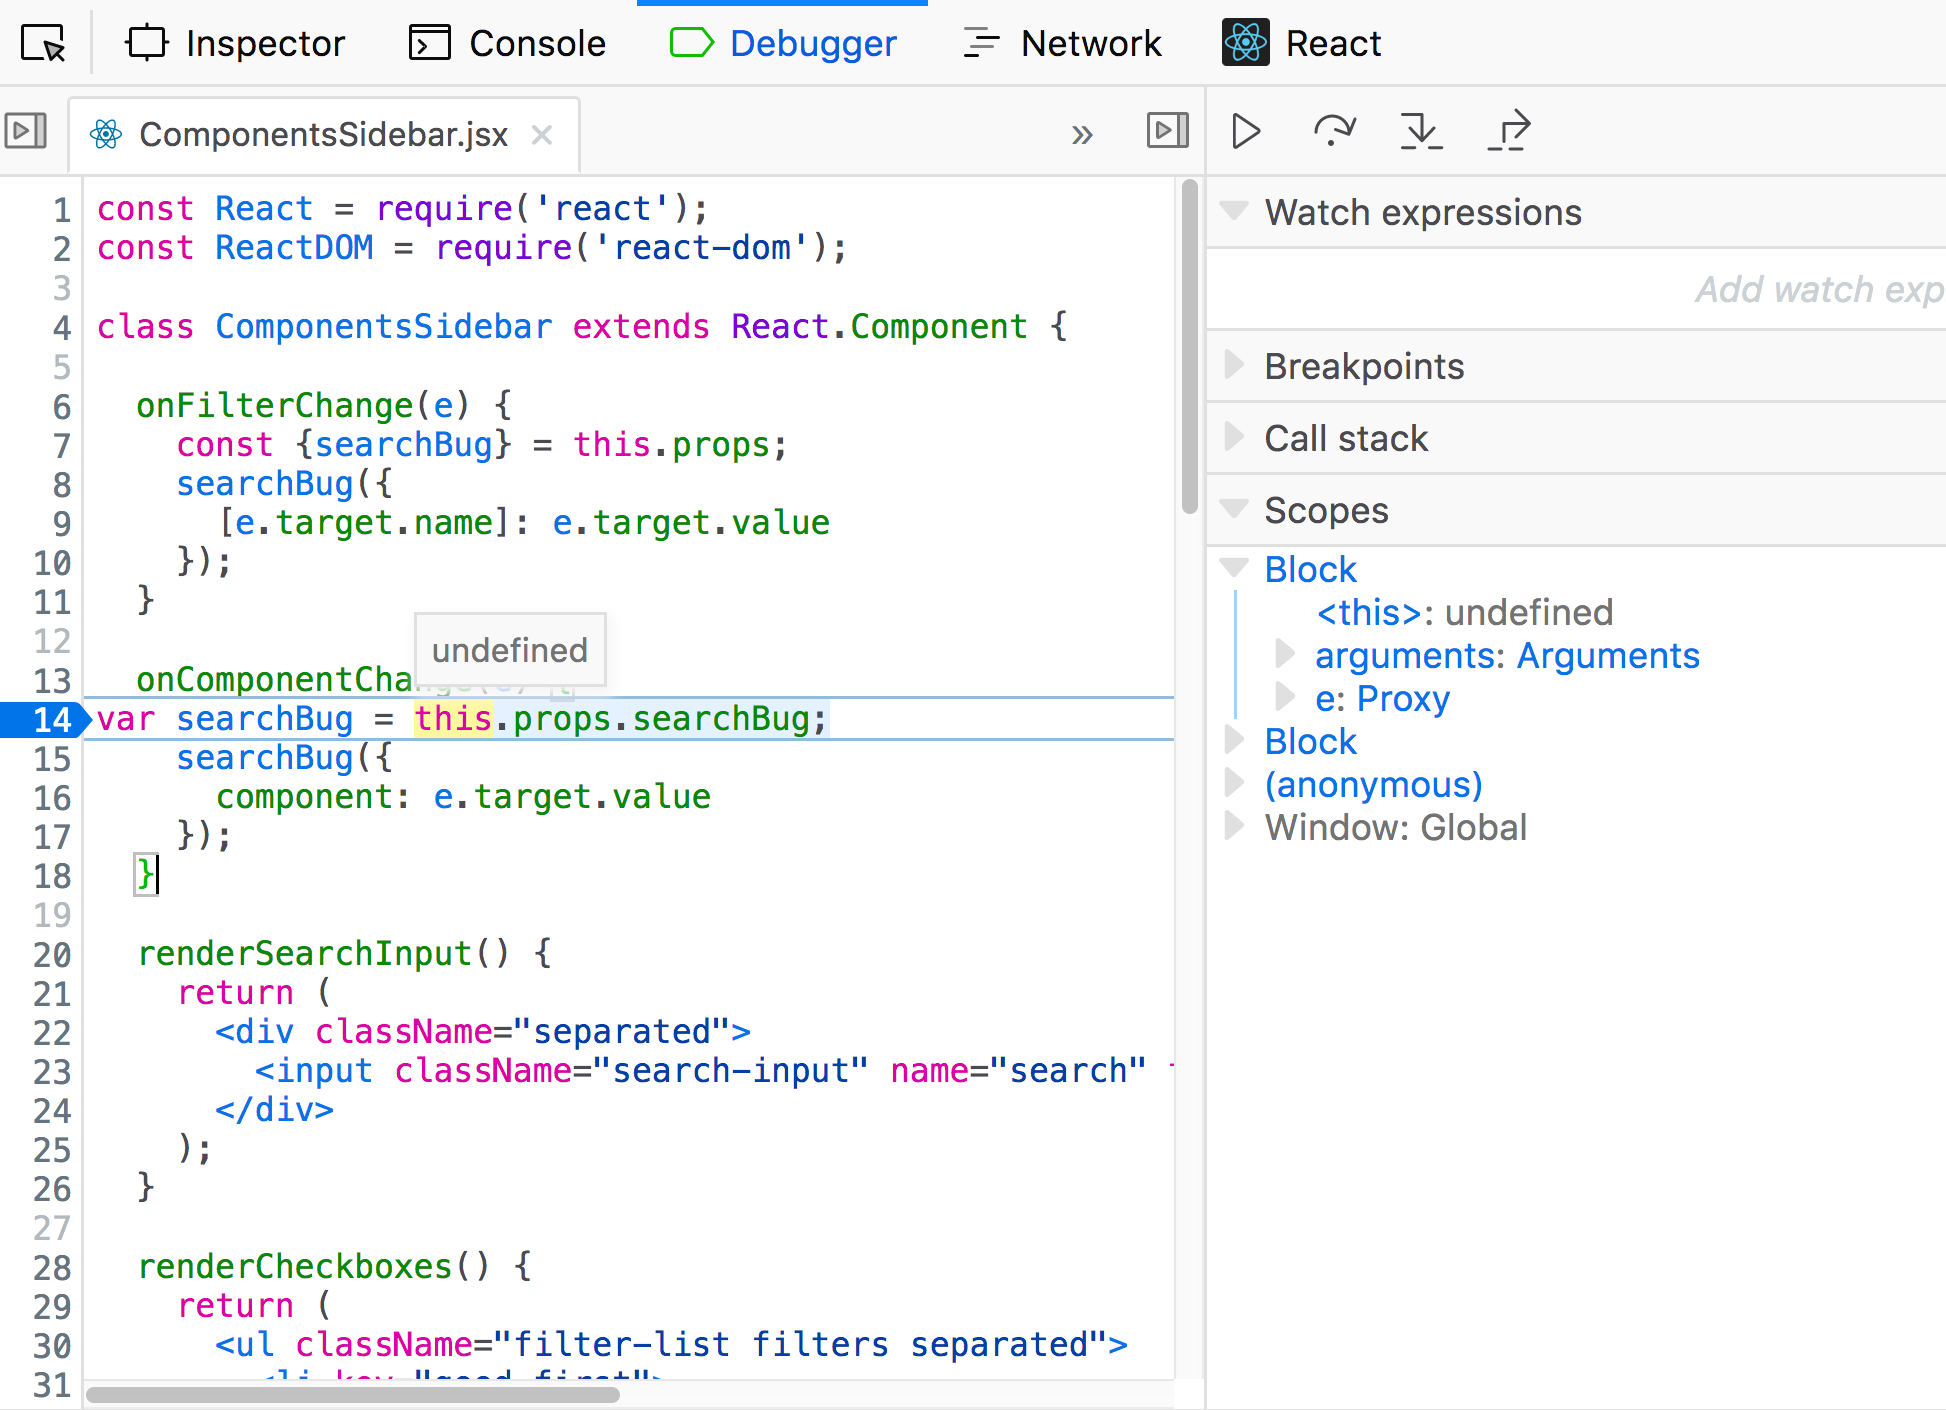 Inspector Console Debugger Network React
ComponentsSidebar.jsx »
1 const React = require('react');
2 const ReactDOM = require('react-dom');
3
4 class ComponentsSidebar extends React.Component {
5
6 onFilterChange(e) {
7 const {searchBug} = this.props;
8 searchBug({
9 [e.target.name]: e.target.value
10 });
11 }
12
undefined
13 onComponentChange(e) {
14 var searchBug = this.props.searchBug;
15 searchBug({
16 component: e.target.value
17 });
18 }
19
20 renderSearchInput() {
21 return (
22 <div className="separated">
23 <input className="search-input" name="search"
24 </div>
25 );
26 }
27
28 renderCheckboxes() {
29 return (
30 <ul className="filter-list filters separated">
31 <li key="good-first">
Watch expressions
Add watch exp
Breakpoints
Call stack
Scopes
Block
<this>: undefined
arguments: Arguments
e: Proxy
Block
(anonymous)
Window: Global